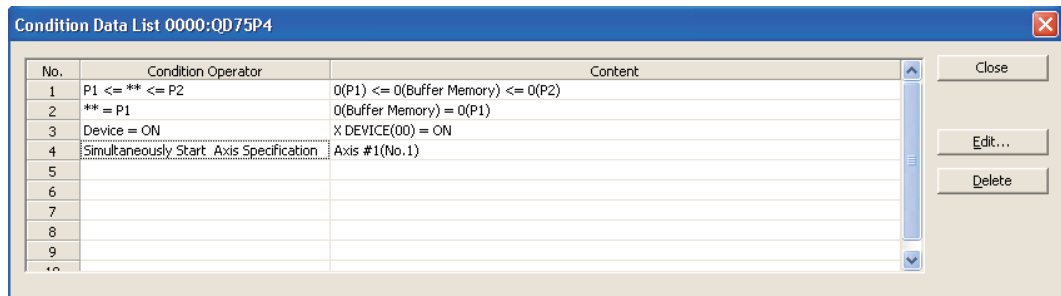 Condition Data List 0000:QD75P4
No. Condition Operator Content
1 P1 <= ** <= P2 0(P1) <= 0(Buffer Memory) <= 0(P2)
2 ** = P1 0(Buffer Memory) = 0(P1)
3 Device = ON X DEVICE(00) = ON
4 Simultaneously Start Axis Specification Axis #1(No.1)
5
6
7
8
9
10
Close
Edit...
Delete